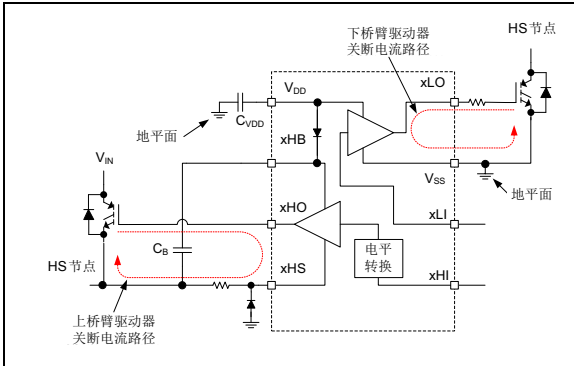 下桥臂驱动器
关断电流路径
HS 节点
xLO
VDD
CVDD
地平面
xHB
VIN
VSS
地平面
xHO
xLI
CB
电平
转换
HS 节点
xHS
xHI
上桥臂驱动器
关断电流路径